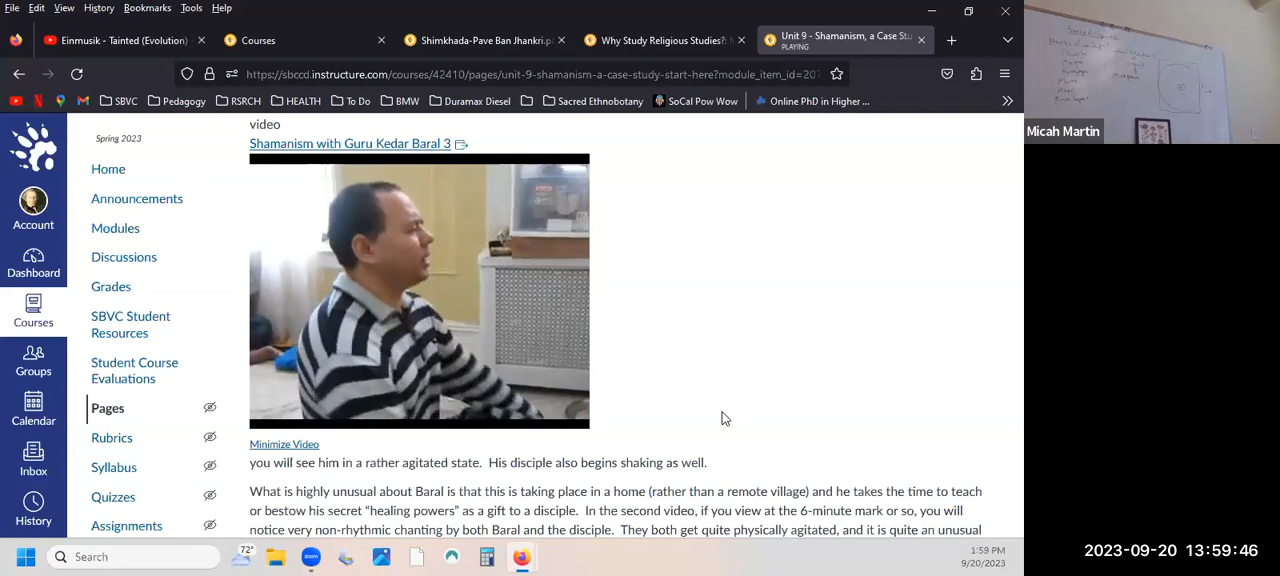 File Edit View History Bookmarks Tools Help
Einmusik - Tainted (Evolution)
Courses
Shimkhada-Pave Ban Jhankri.p
Why Study Religious Studies?: M
Unit 9 - Shamanism, a Case Stu
PLAYING
https://sbccd.instructure.com/courses/42410/pages/unit-9-shamanism-a-case-study-start-here?module_item_id=207
SBVC Pedagogy RSRCH HEALTH To Do BMW Duramax Diesel Sacred Ethnobotany SoCal Pow Wow Online PhD in Higher ...
Account
Dashboard
Courses
Groups
Calendar
Inbox
History
Spring 2023
Home
Announcements
Modules
Discussions
Grades
SBVC Student
Resources
Student Course
Evaluations
Pages
Rubrics
Syllabus
Quizzes
Assignments
video
Shamanism with Guru Kedar Baral 3
Minimize Video
you will see him in a rather agitated state. His disciple also begins shaking as well.
What is highly unusual about Baral is that this is taking place in a home (rather than a remote village) and he takes the time to teach
or bestow his secret “healing powers” as a gift to a disciple. In the second video, if you view at the 6-minute mark or so, you will
notice very non-rhythmic chanting by both Baral and the disciple. They both get quite physically agitated, and it is quite an unusual
72°
Search
zoom
1:59 PM
9/20/2023
Micah Martin
2023-09-20 13:59:46